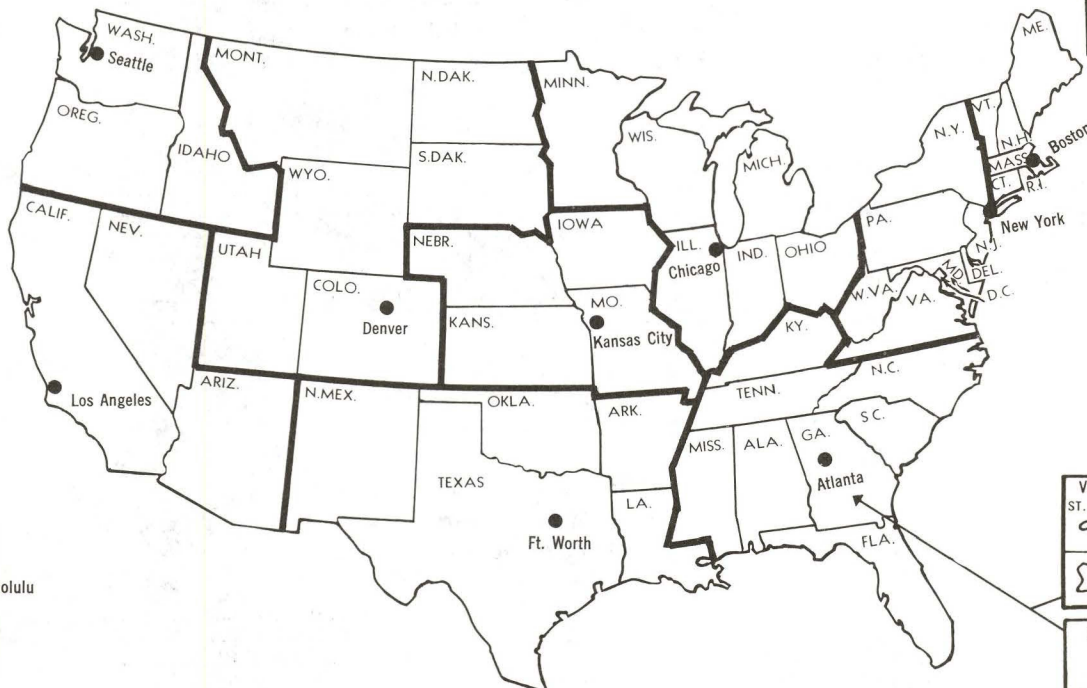 WASH.
Seattle
OREG.
IDAHO
MONT.
N.DAK.
MINN.
S.DAK.
WYO.
WIS.
MICH.
N.Y.
VT.
ME.
N.H.
MASS
Boston
CT.
R.I.
New York
CALIF.
NEV.
UTAH
COLO.
Denver
NEBR.
IOWA
ILL.
Chicago
IND.
OHIO
PA.
N.J.
DEL.
MD.
D.C.
W.VA.
VA.
KANS.
MO.
Kansas City
KY.
Los Angeles
ARIZ.
N.MEX.
OKLA.
ARK.
TENN.
N.C.
S.C.
TEXAS
Ft. Worth
LA.
MISS.
ALA.
GA.
Atlanta
FLA.
olulu
V
ST.